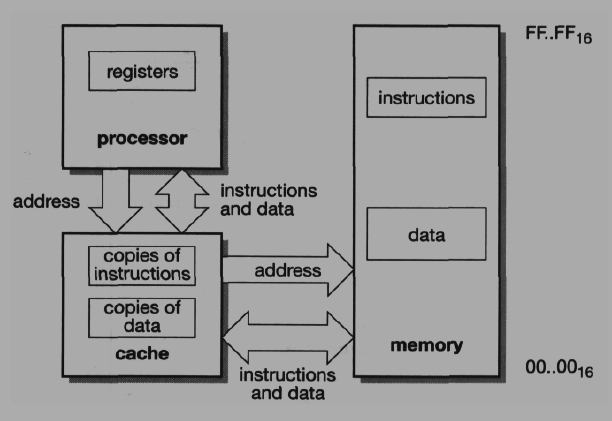 registers
processor
address
instructions
and data
copies of
instructions
copies of
data
cache
address
instructions
and data
FF..FF16
instructions
data
memory
00..0016